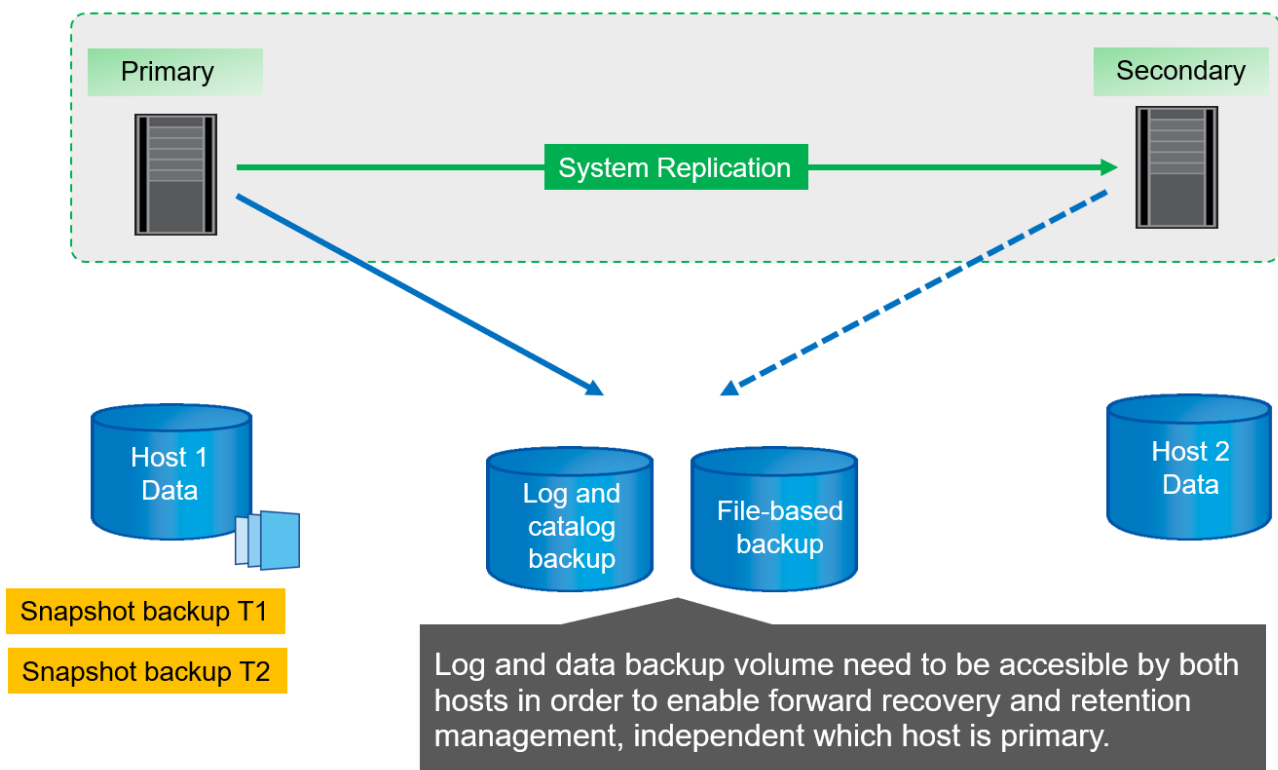 Primary
Secondary
System Replication
Host 1
Data
Log and
catalog
backup
File-based
backup
Host 2
Data
Snapshot backup T1
Snapshot backup T2
Log and data backup volume need to be accesible by both
hosts in order to enable forward recovery and retention
management, independent which host is primary.